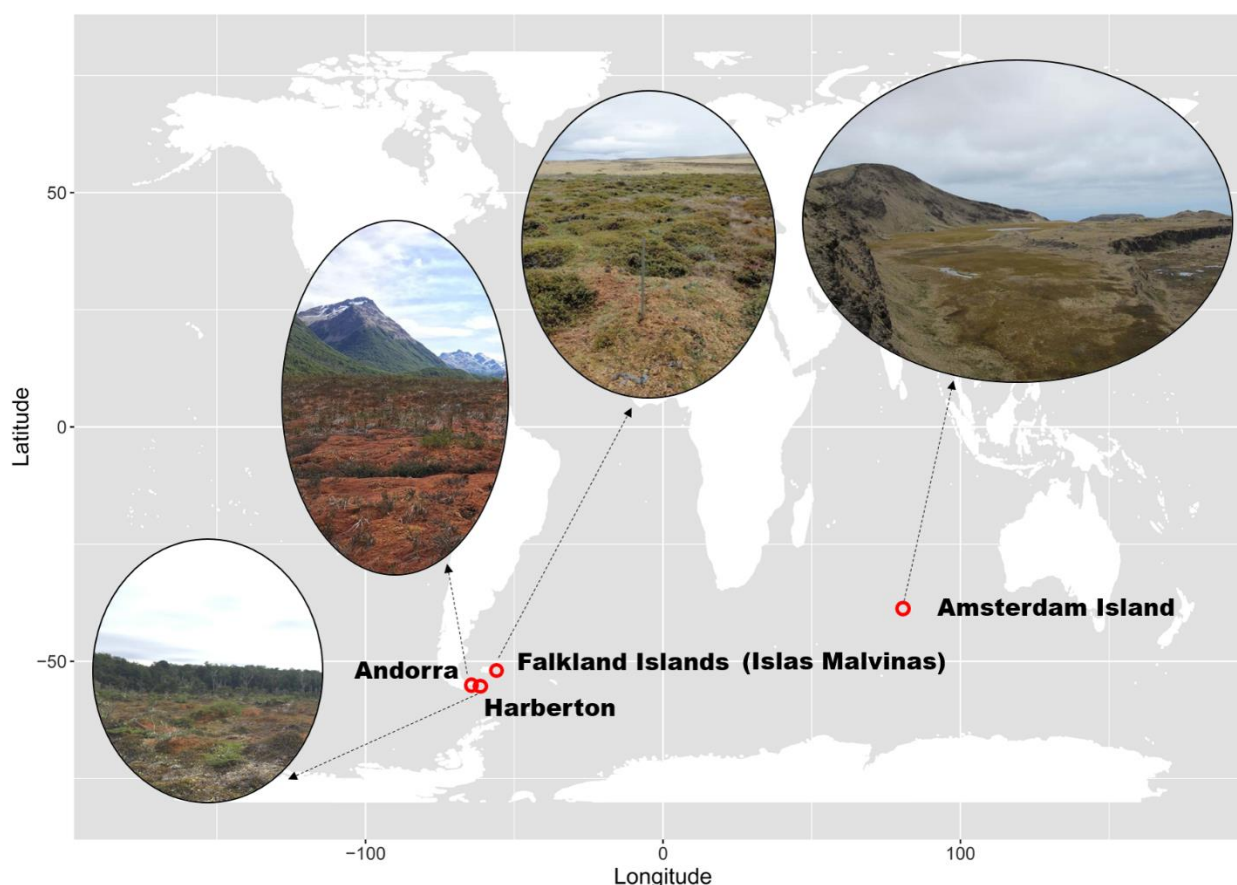 50
0
−50
Latitude
Amsterdam Island
Falkland Islands (Islas Malvinas)
Andorra
Harberton
−100
0
100
Longitude